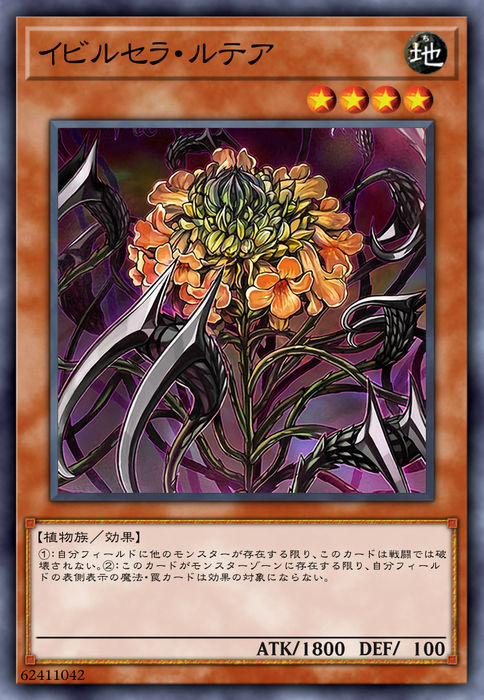 イビルセラ・ルテア
ち
地
【植物族／効果】
①：自分フィールドに他のモンスターが存在する限り、このカードは戦闘では破
壊されない。②：このカードがモンスターゾーンに存在する限り、自分フィール
ドの表側表示の魔法・罠カードは効果の対象にならない。
ATK/1800 DEF/ 100
62411042